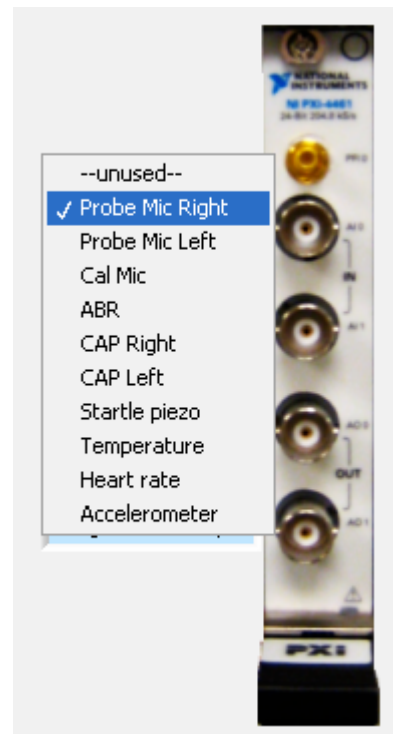 NATIONAL
INSTRUMENTS
NI PXI-4461
24-Bit 204.8 kS/s
PFI 0
--unused--
✓ Probe Mic Right
AI 0
Probe Mic Left
Cal Mic
IN
ABR
AI 1
CAP Right
CAP Left
Startle piezo
AO 0
Temperature
Heart rate
OUT
Accelerometer
AO 1
PXI